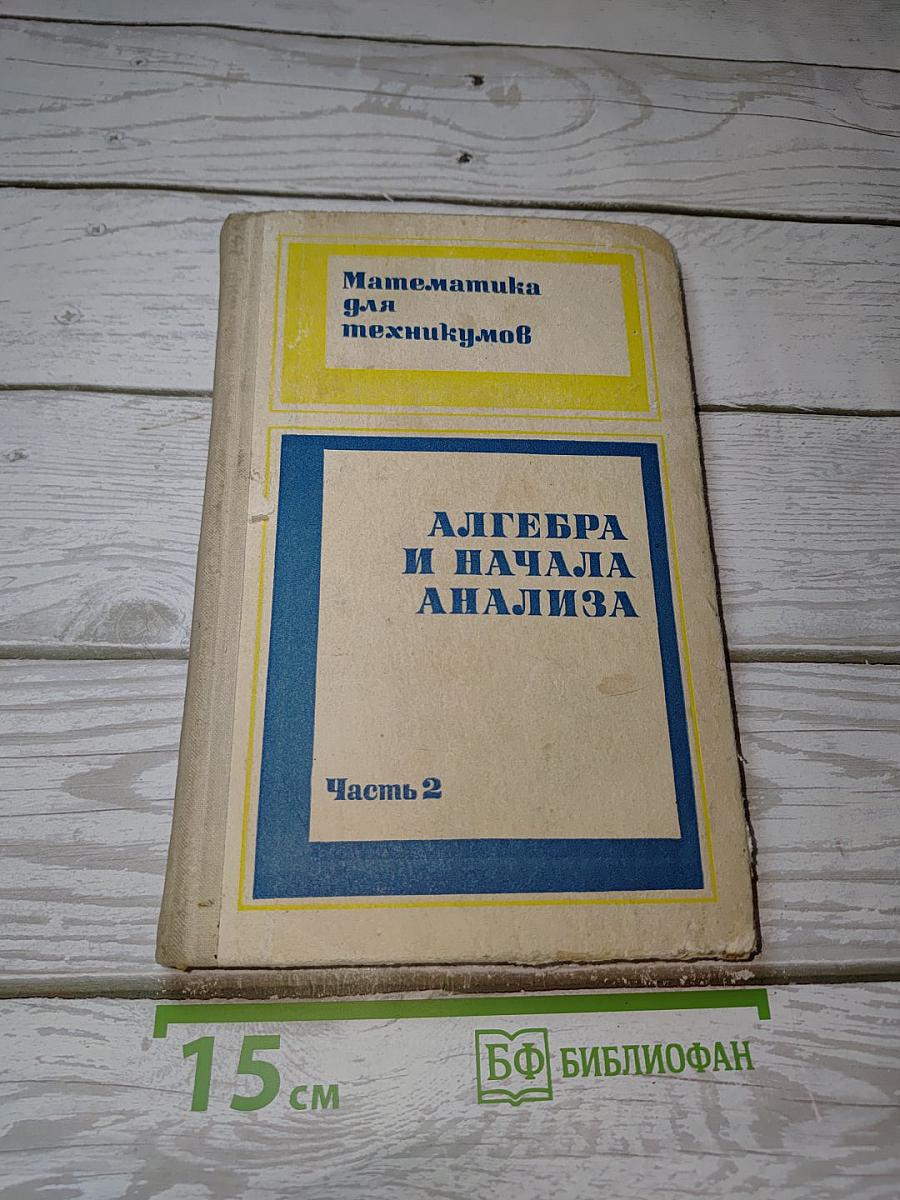 Математика
для
техникумов
АЛГЕБРА
И НАЧАЛА
АНАЛИЗА
Часть 2
15 см
БФ БИБЛИОФАН